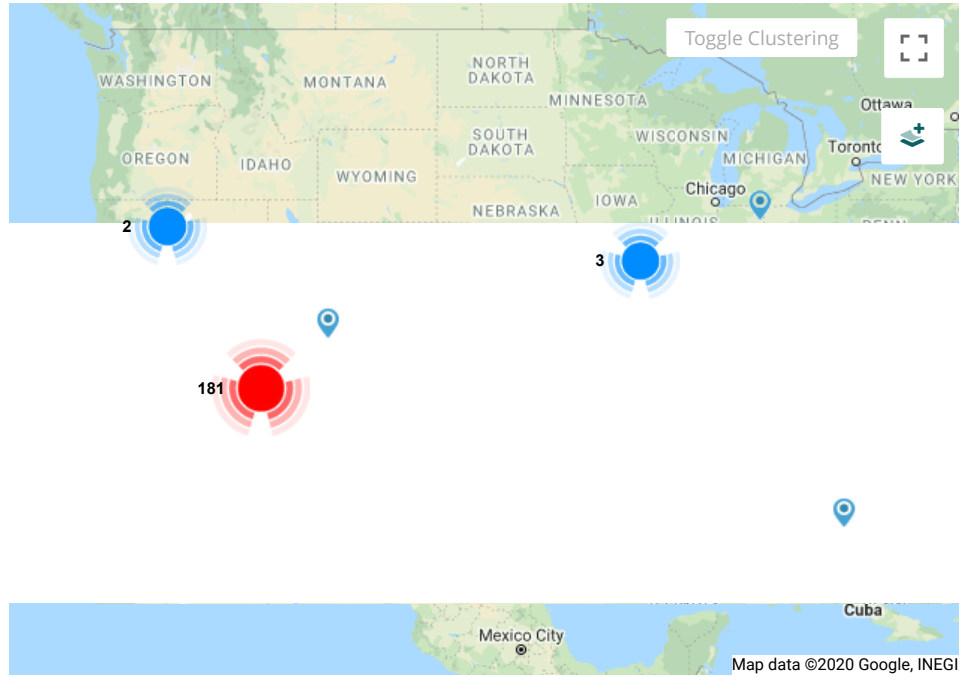 Toggle Clustering
WASHINGTON
MONTANA
NORTH
DAKOTA
MINNESOTA
Ottawa
SOUTH
DAKOTA
WISCONSIN
MICHIGAN
Toronto
OREGON
IDAHO
WYOMING
NEW YORK
Chicago
IOWA
NEBRASKA
ILLINOIS
2
3
181
Cuba
Mexico City
Map data ©2020 Google, INEGI